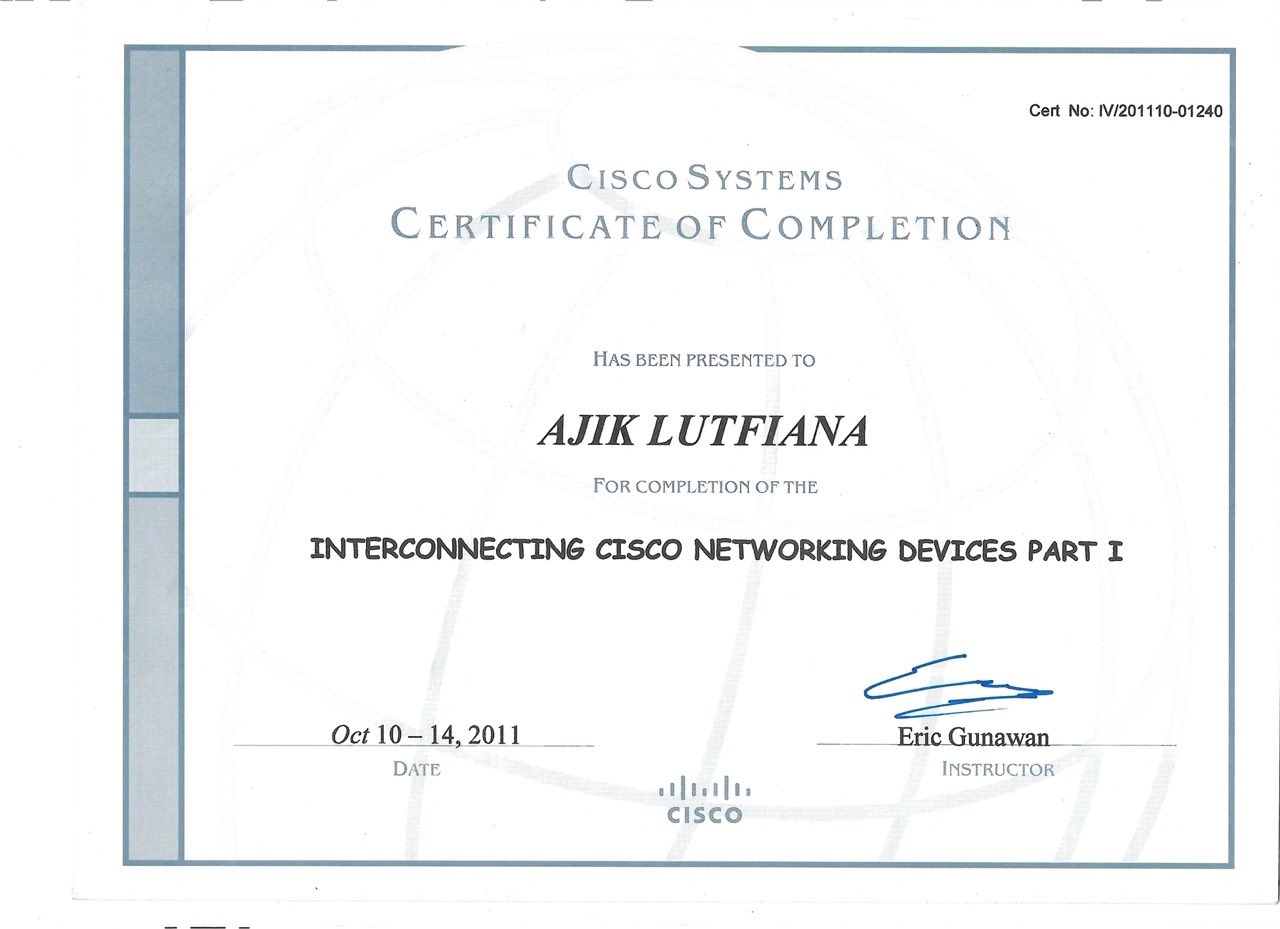 Cert No: IV/201110-01240
CISCO SYSTEMS
CERTIFICATE OF COMPLETION
HAS BEEN PRESENTED TO
AJIK LUTFIANA
FOR COMPLETION OF THE
INTERCONNECTING CISCO NETWORKING DEVICES PART I
Oct 10 – 14, 2011
Eric Gunawan
DATE
INSTRUCTOR
CISCO